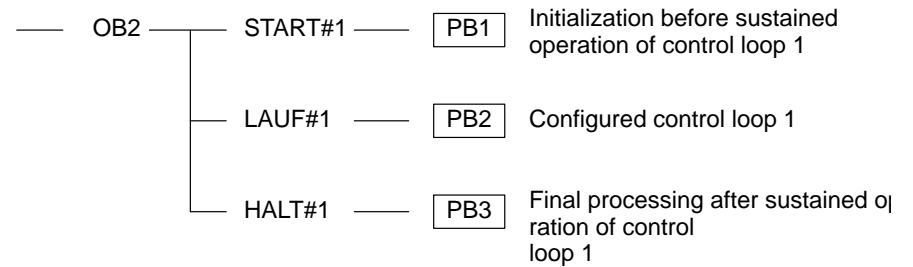 OB2 START#1 PB1 Initialization before sustained
operation of control loop 1
LAUF#1 PB2 Configured control loop 1
HALT#1 PB3 Final processing after sustained
ration of control
loop 1